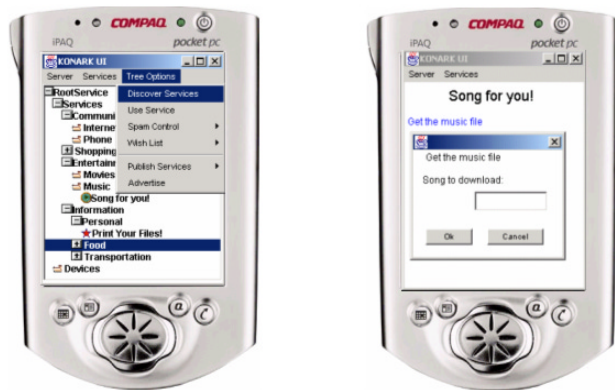 COMPAQ
iPAQ
pocket pc
KONARK UI
Server Services Tree Options
RootService
Services
Communi
Interne
Phone
Shopping
Entertainm
Movies
Music
Song for you!
Information
Personal
Print Your Files!
Food
Transportation
Devices
Discover Services
Use Service
Spam Control
Wish List
Publish Services
Advertise
COMPAQ
iPAQ
pocket pc
KONARK UI
Server Services
Song for you!
Get the music file
Get the music file
Song to download:
Ok Cancel